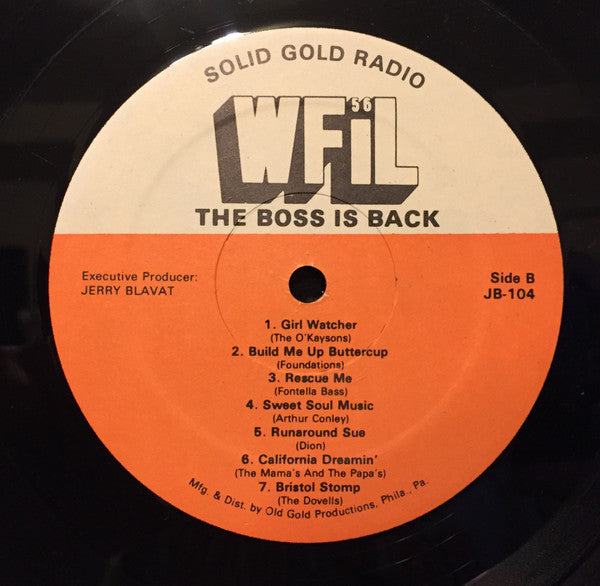 SOLID GOLD RADIO
56
WFiL
THE BOSS IS BACK
Executive Producer:
JERRY BLAVAT
Side B
JB-104
1. Girl Watcher
(The O'Kaysons)
2. Build Me Up Buttercup
(Foundations)
3. Rescue Me
(Fontella Bass)
4. Sweet Soul Music
(Arthur Conley)
5. Runaround Sue
(Dion)
6. California Dreamin'
(The Mama's And The Papa's)
7. Bristol Stomp
(The Dovells)
Mfg. & Dist. by Old Gold Productions, Phila., Pa.